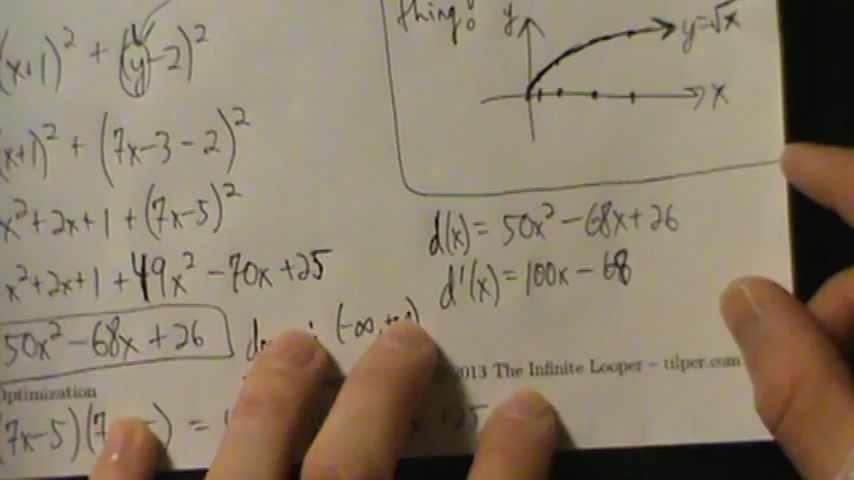 (x+1)² + (y-2)²
(x+1)² + (7x-3-2)²
x²+2x+1+(7x-5)²
x²+2x+1+49x²-70x+25
50x²-68x+26
(-∞,
Optimization
(7x-5)(7 ) =
thing!
y
y=√x
x
d(x) = 50x²-68x+26
d'(x) = 100x-68
2013 The Infinite Looper – tilper.com